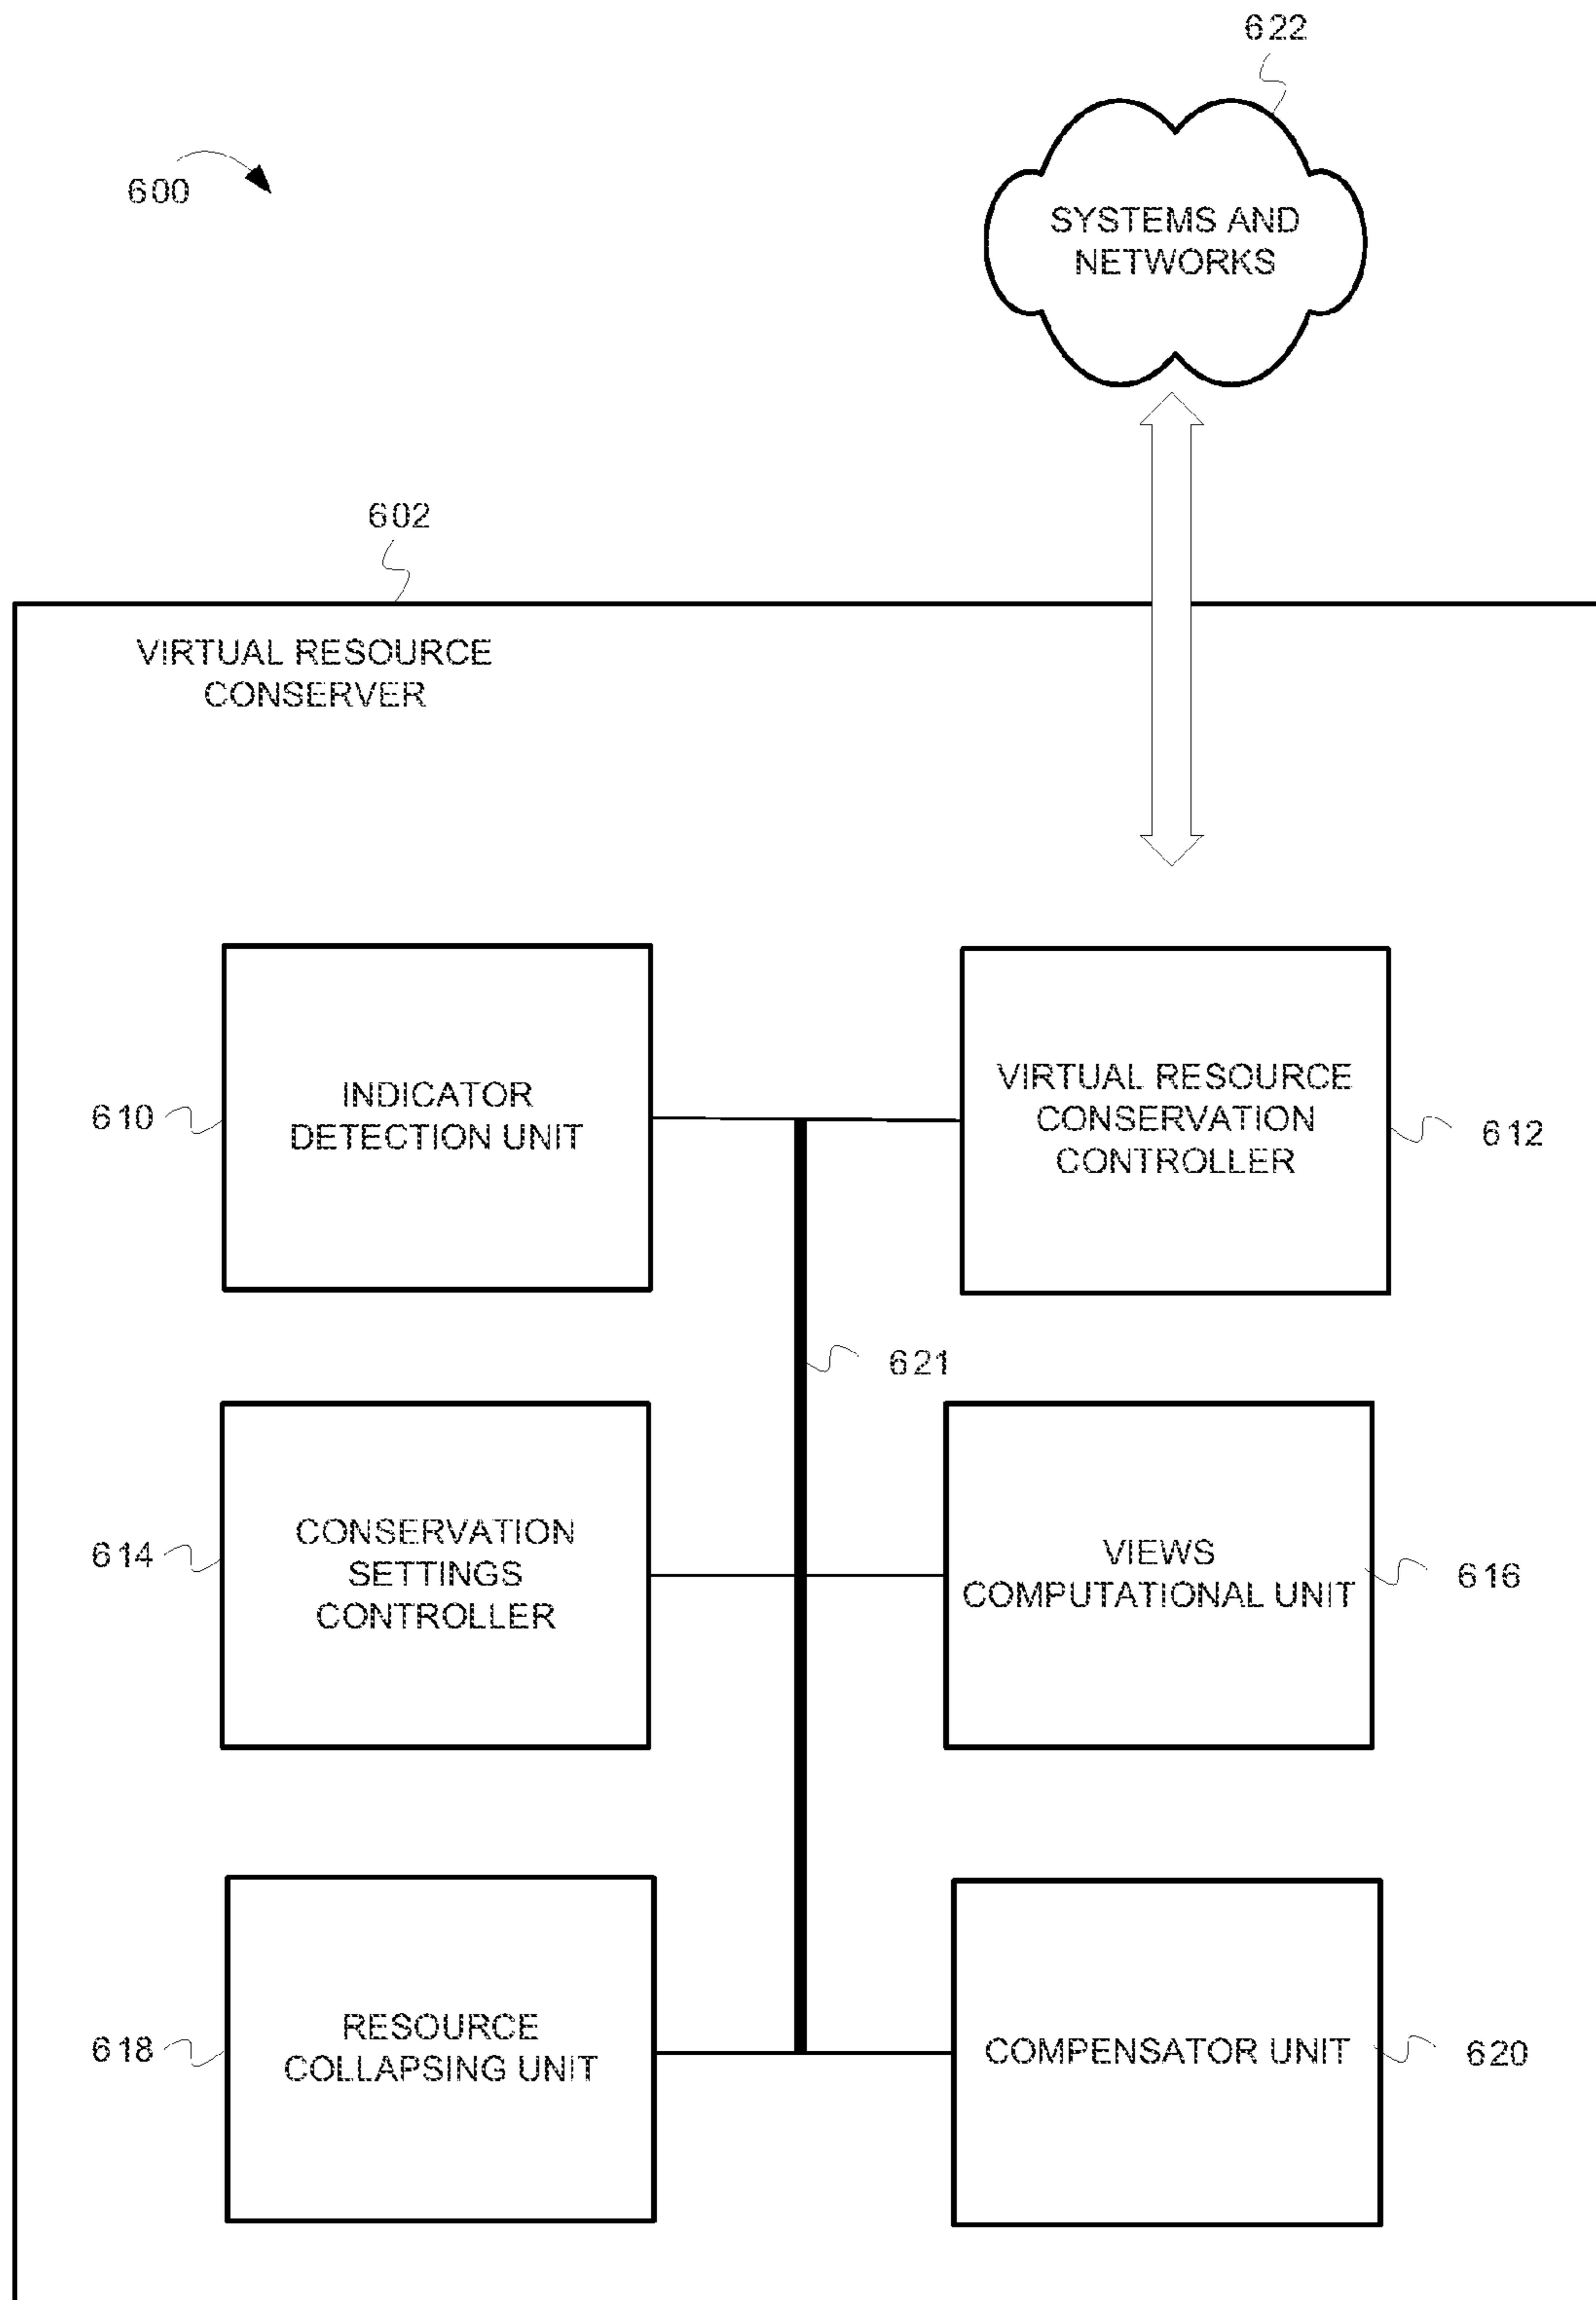 622
600
SYSTEMS AND
NETWORKS
602
VIRTUAL RESOURCE
CONSERVER
610
INDICATOR
DETECTION UNIT
VIRTUAL RESOURCE
CONSERVATION
CONTROLLER
612
621
614
CONSERVATION
SETTINGS
CONTROLLER
VIEWS
COMPUTATIONAL UNIT
616
618
RESOURCE
COLLAPSING UNIT
COMPENSATOR UNIT
620